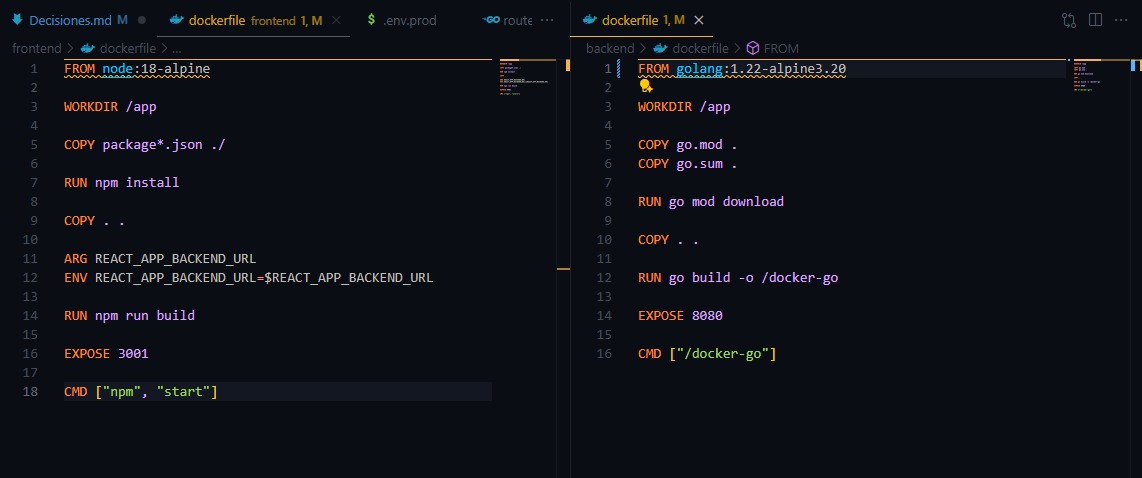 Decisiones.md M
dockerfile frontend 1, M
$ .env.prod
GO route ...
frontend > dockerfile > ...
1 FROM node:18-alpine
2
3 WORKDIR /app
4
5 COPY package*.json ./
6
7 RUN npm install
8
9 COPY . .
10
11 ARG REACT_APP_BACKEND_URL
12 ENV REACT_APP_BACKEND_URL=$REACT_APP_BACKEND_URL
13
14 RUN npm run build
15
16 EXPOSE 3001
17
18 CMD ["npm", "start"]
dockerfile 1, M
backend > dockerfile > FROM
1 FROM golang:1.22-alpine3.20
2
3 WORKDIR /app
4
5 COPY go.mod .
6 COPY go.sum .
7
8 RUN go mod download
9
10 COPY . .
11
12 RUN go build -o /docker-go
13
14 EXPOSE 8080
15
16 CMD ["/docker-go"]